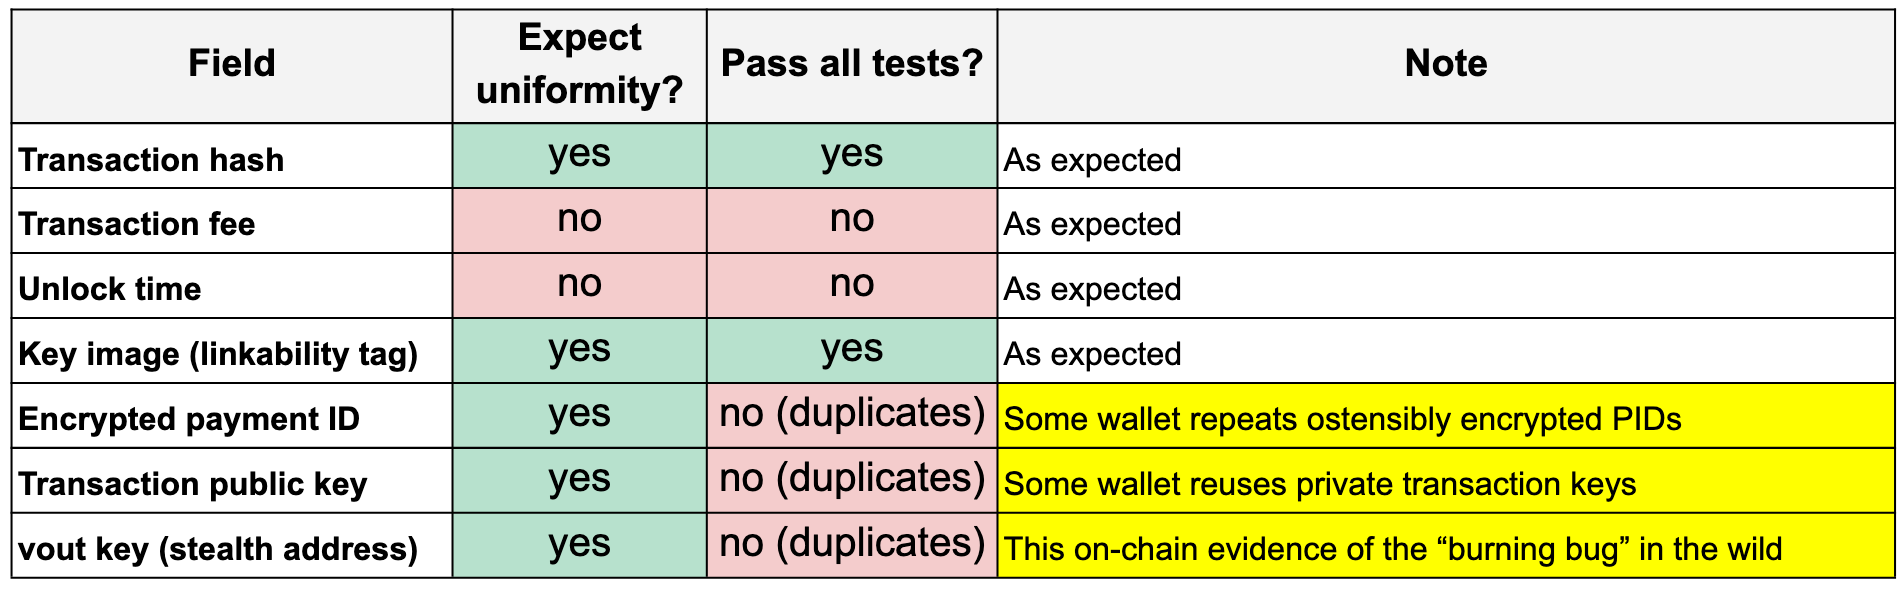 Field Expect uniformity? Pass all tests? Note
Transaction hash yes yes As expected
Transaction fee no no As expected
Unlock time no no As expected
Key image (linkability tag) yes yes As expected
Encrypted payment ID yes no (duplicates) Some wallet repeats ostensibly encrypted PIDs
Transaction public key yes no (duplicates) Some wallet reuses private transaction keys
vout key (stealth address) yes no (duplicates) This on-chain evidence of the “burning bug” in the wild